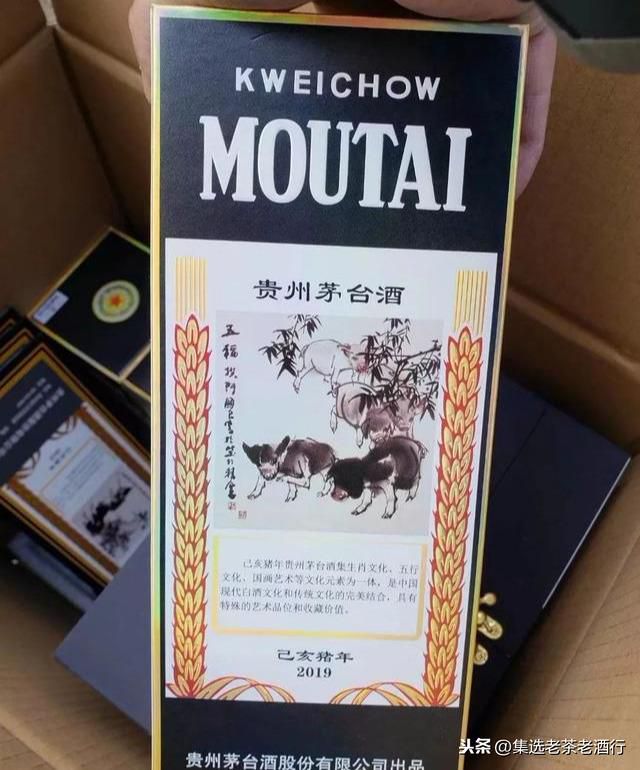 KWEICHOW
MOUTAI
贵州茅台酒
五福
己亥猪年贵州茅台酒集生肖文化、五行
文化、国画艺术等文化元素为一体，是中国
现代白酒文化和传统文化的完美结合，具有
特殊的艺术品位和收藏价值。
己亥猪年
2019
贵州茅台酒股份有限公司出品
头条@集选老茶老酒行